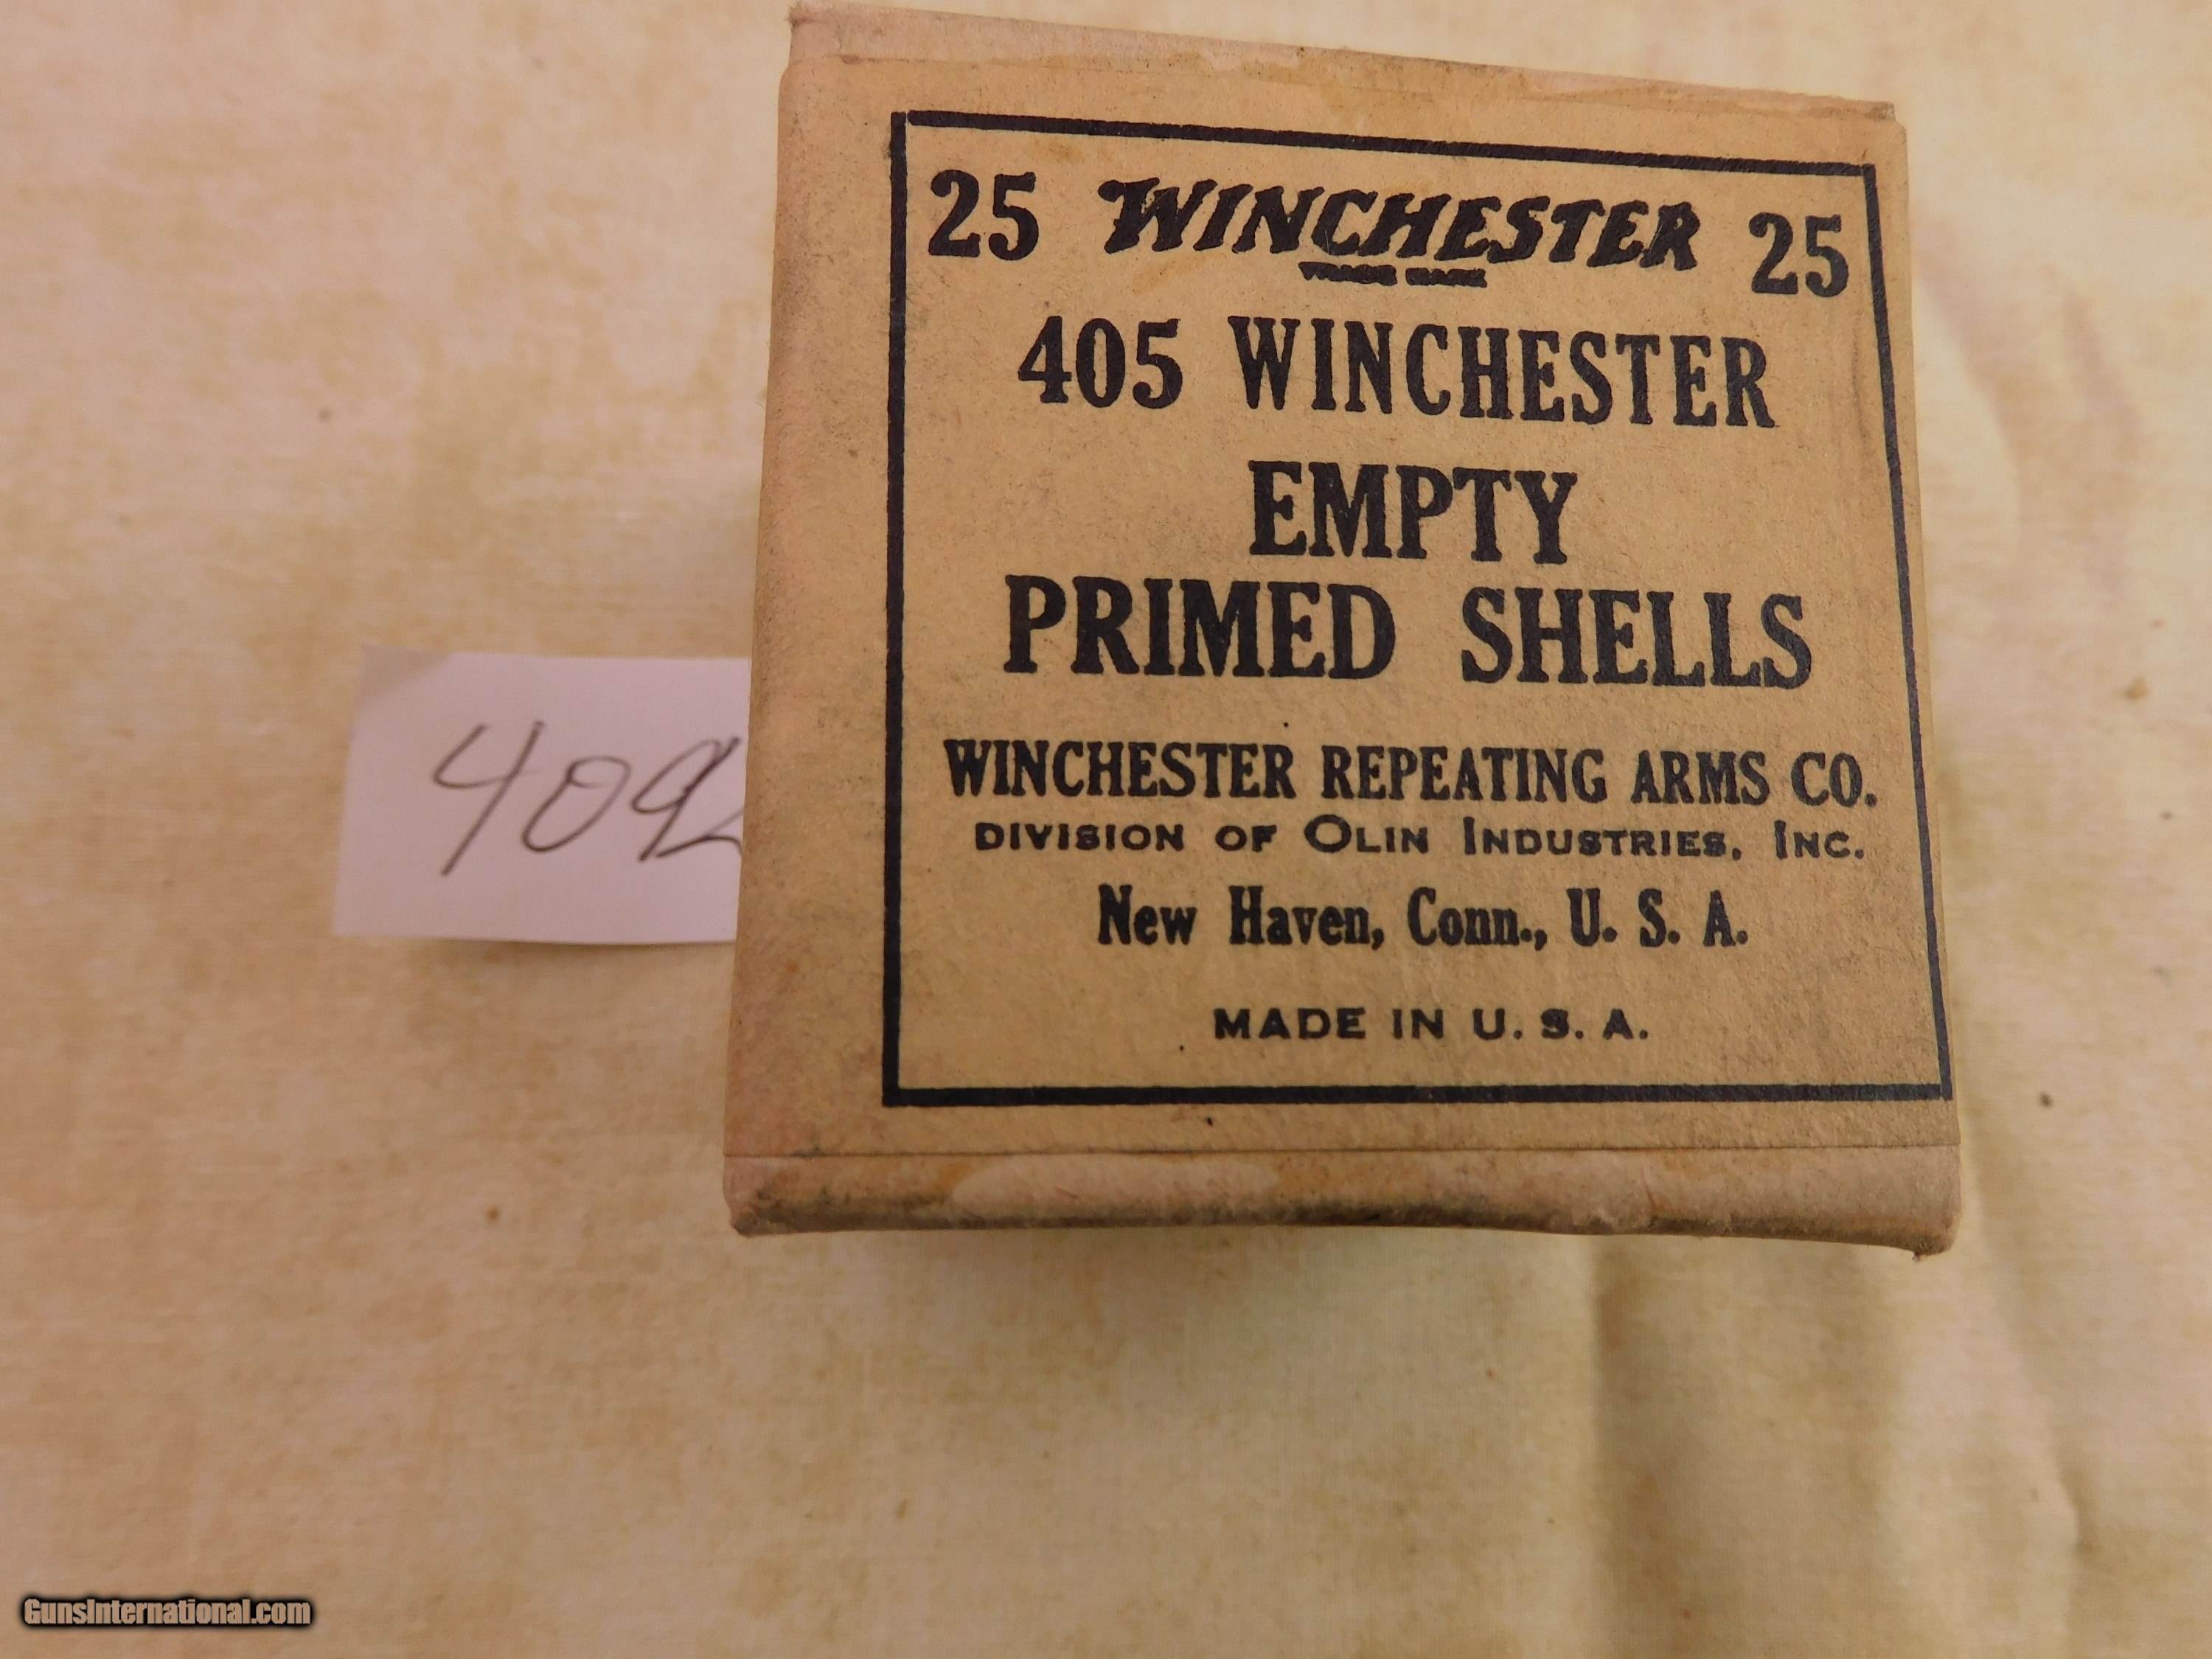 25 WINCHESTER 25
TRADE MARK
405 WINCHESTER
EMPTY
PRIMED SHELLS
WINCHESTER REPEATING ARMS CO.
DIVISION OF OLIN INDUSTRIES, INC.
New Haven, Conn., U. S. A.
MADE IN U. S. A.
4092
GunsInternational.com